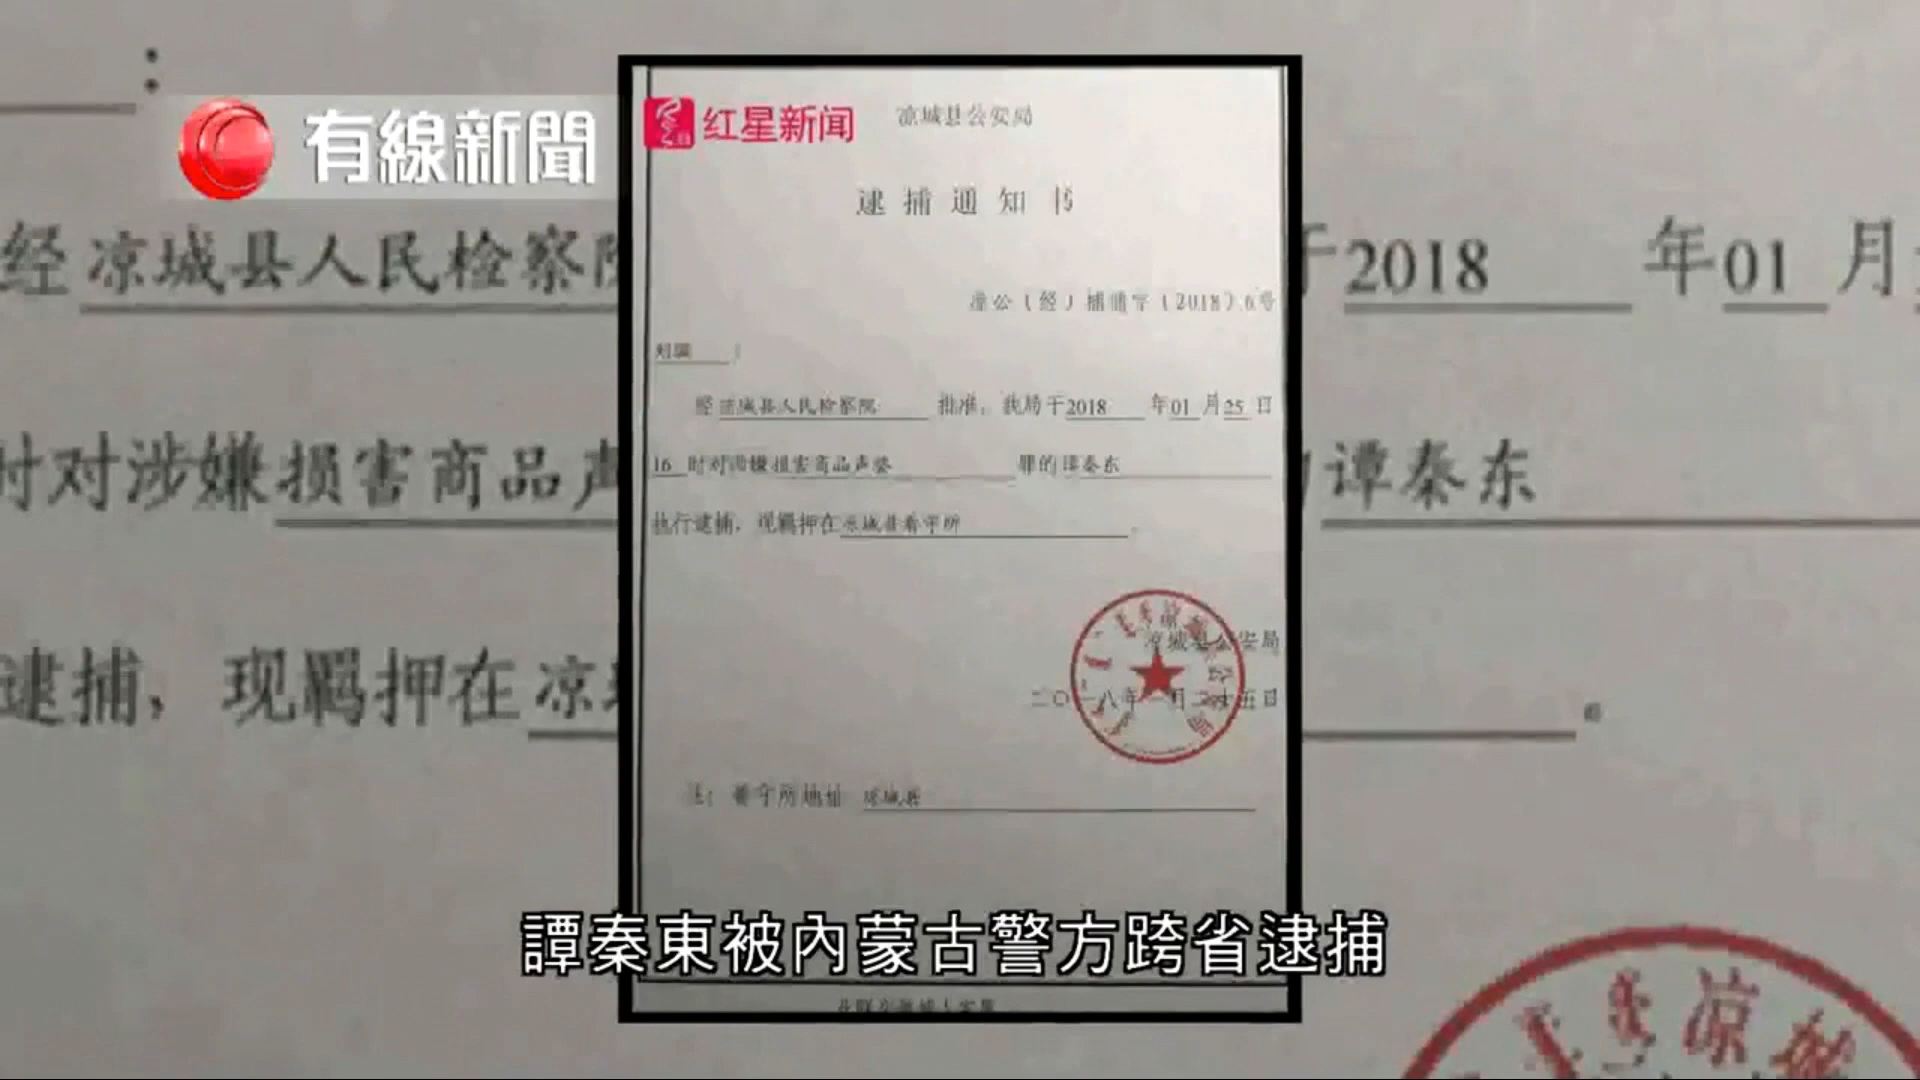 有線新聞
红星新闻
凉城县公安局
逮捕通知书
凉公（经）捕通字（2018）6号
经凉城县人民检察院 批准，我局于2018 年01月25日
16时对涉嫌损害商品声誉 罪的谭秦东
执行逮捕，现羁押在凉城县看守所。
凉城县公安局
二〇一八年一月二十五日
注：看守所地址 凉城县
:
经凉城县人民检察院
于2018 年01月
时对涉嫌损害商品声
的谭秦东
逮捕，现羁押在凉城
。
凉城
譚秦東被內蒙古警方跨省逮捕